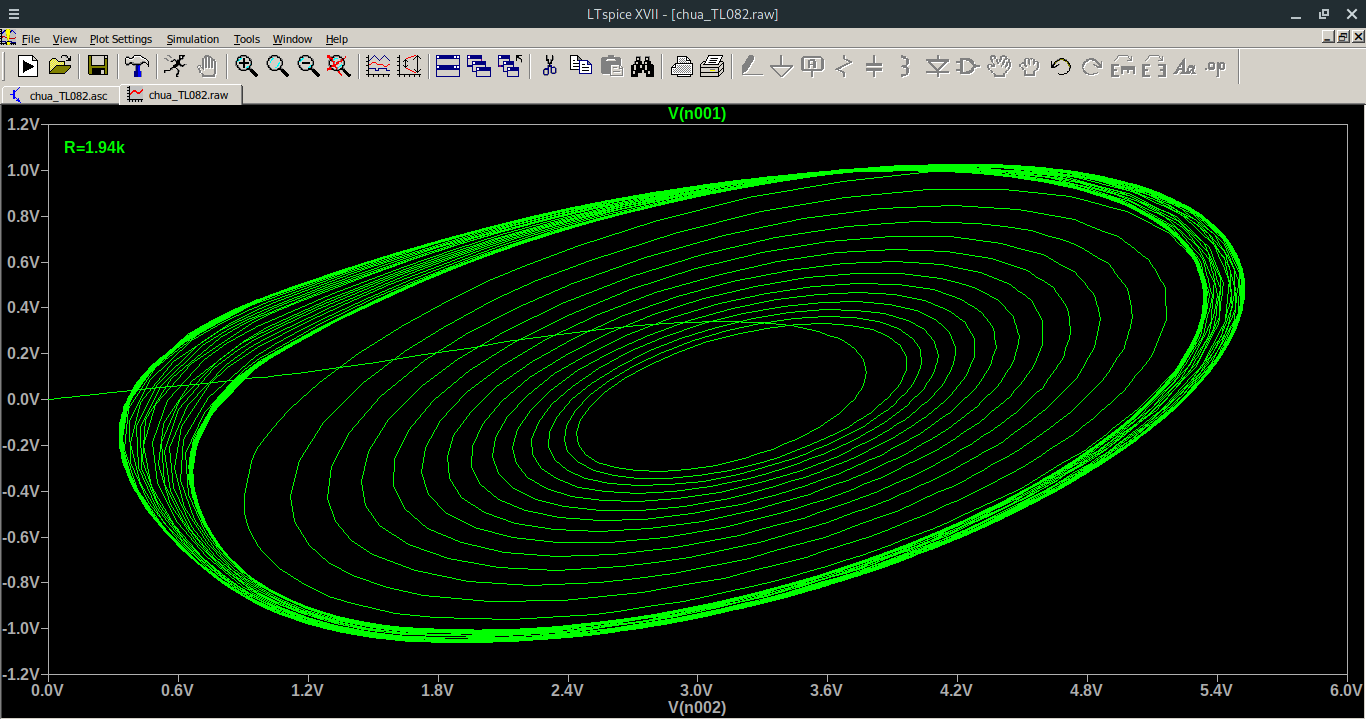 LTspice XVII - [chua_TL082.raw]
File View Plot Settings Simulation Tools Window Help
A E E Aa .op
chua_TL082.asc chua_TL082.raw
V(n001)
R=1.94k
1.2V
1.0V
0.8V
0.6V
0.4V
0.2V
0.0V
-0.2V
-0.4V
-0.6V
-0.8V
-1.0V
-1.2V
0.0V 0.6V 1.2V 1.8V 2.4V 3.0V 3.6V 4.2V 4.8V 5.4V 6.0V
V(n002)